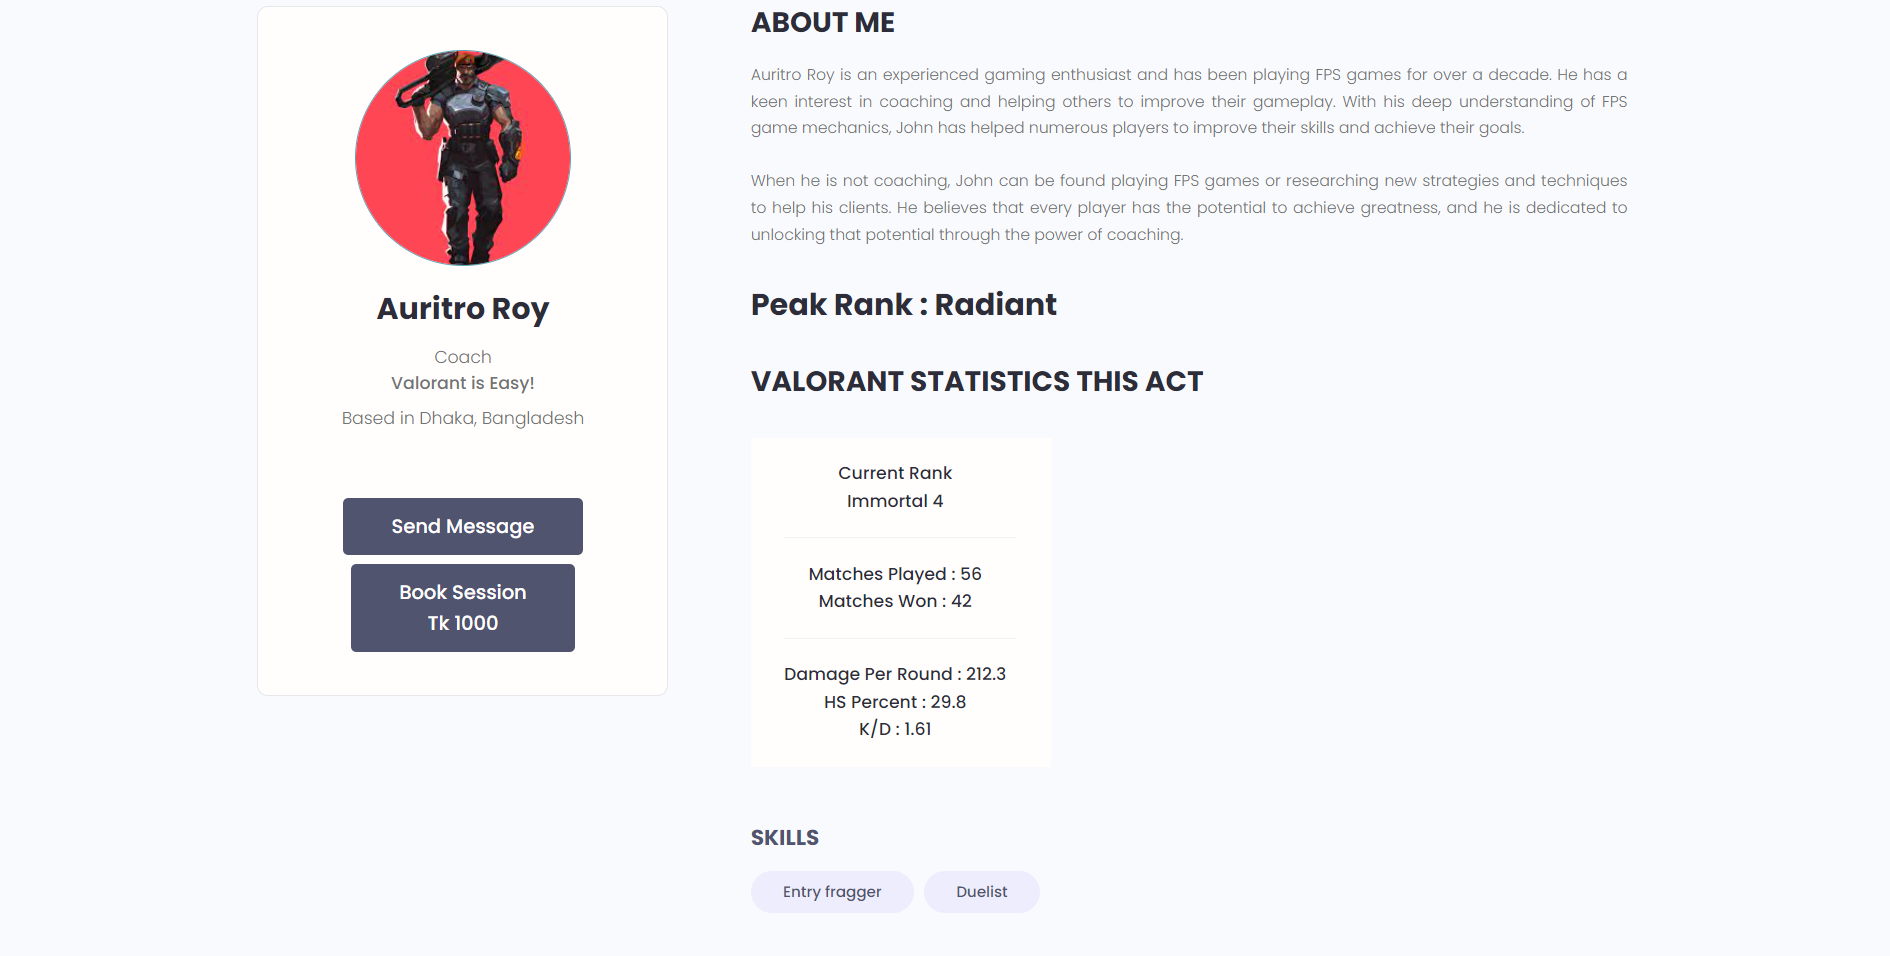 Auritro Roy
Coach
Valorant is Easy!
Based in Dhaka, Bangladesh
Send Message
Book Session
Tk 1000
ABOUT ME
Auritro Roy is an experienced gaming enthusiast and has been playing FPS games for over a decade. He has a
keen interest in coaching and helping others to improve their gameplay. With his deep understanding of FPS
game mechanics, John has helped numerous players to improve their skills and achieve their goals.
When he is not coaching, John can be found playing FPS games or researching new strategies and techniques
to help his clients. He believes that every player has the potential to achieve greatness, and he is dedicated to
unlocking that potential through the power of coaching.
Peak Rank : Radiant
VALORANT STATISTICS THIS ACT
Current Rank
Immortal 4
Matches Played : 56
Matches Won : 42
Damage Per Round : 212.3
HS Percent : 29.8
K/D : 1.61
SKILLS
Entry fragger
Duelist